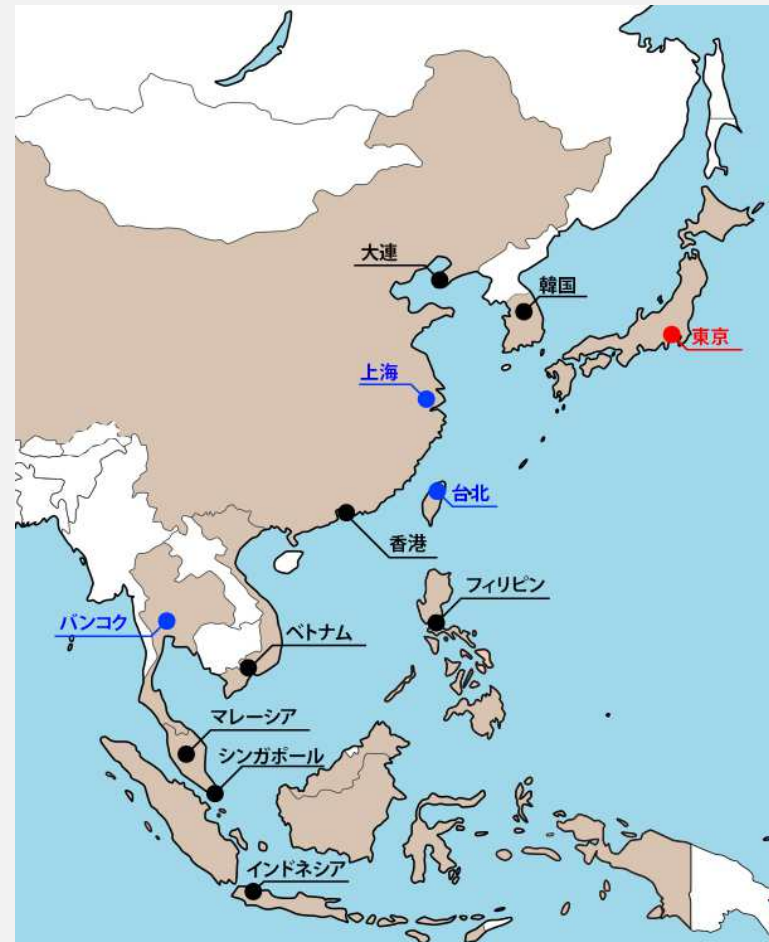 大連
韓国
東京
上海
台北
香港
フィリピン
バンコク
ベトナム
マレーシア
シンガポール
インドネシア